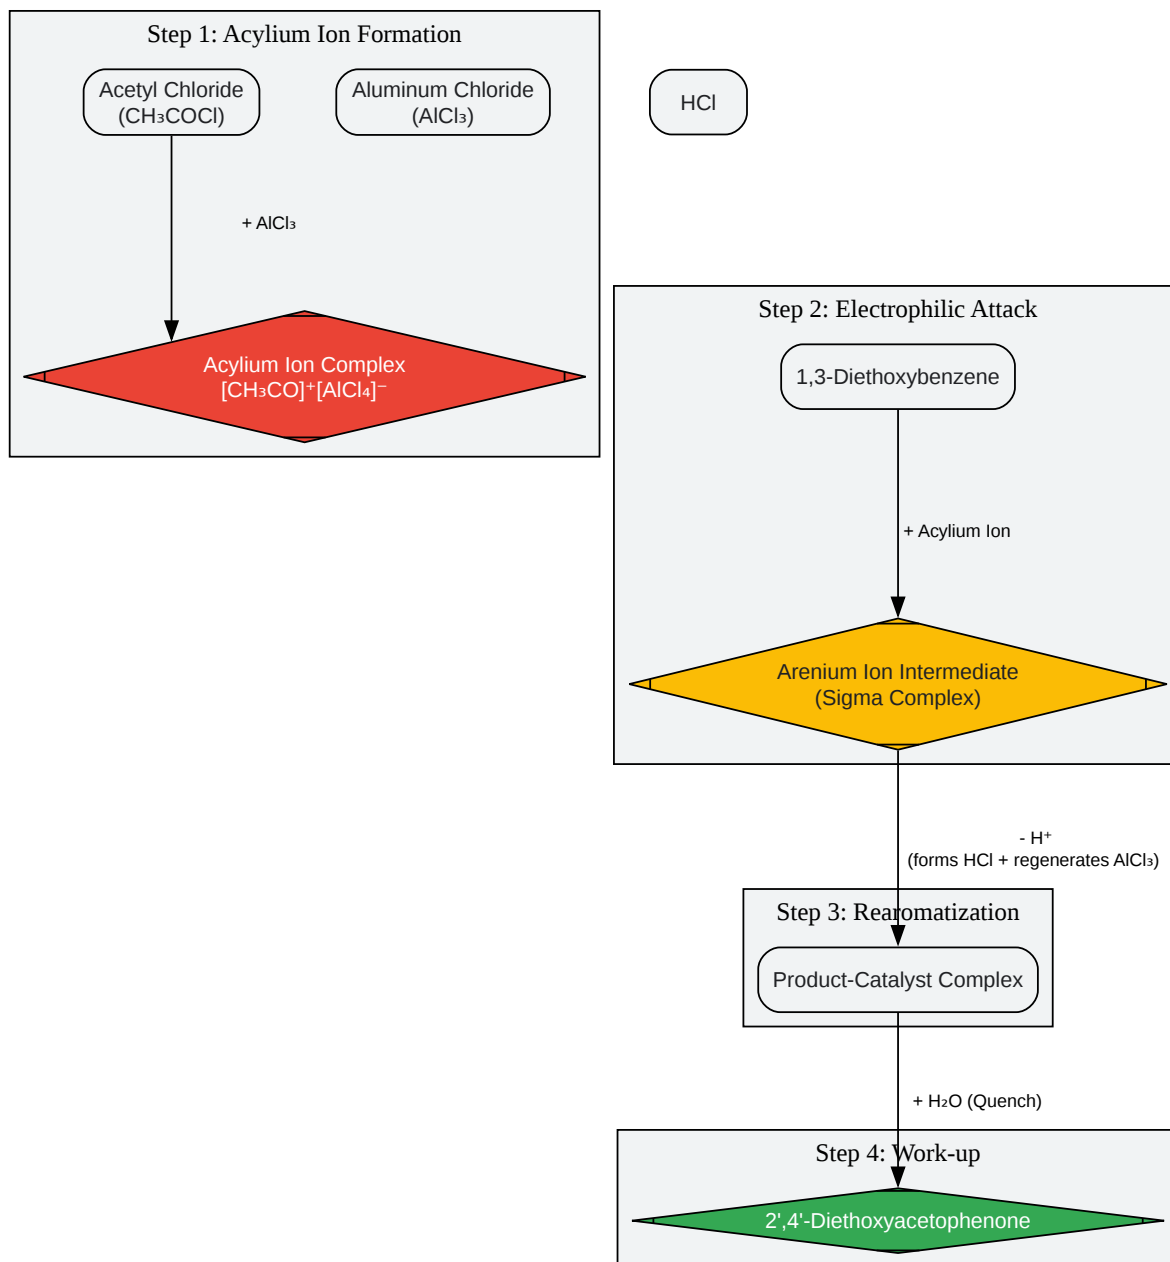 Step 1: Acylium Ion Formation
Acetyl Chloride
(CH₃COCl)
Aluminum Chloride
(AlCl₃)
HCl
+ AlCl₃
Acylium Ion Complex
[CH₃CO]⁺[AlCl₄]⁻
Step 2: Electrophilic Attack
1,3-Diethoxybenzene
+ Acylium Ion
Arenium Ion Intermediate
(Sigma Complex)
- H⁺
(forms HCl + regenerates AlCl₃)
Step 3: Rearomatization
Product-Catalyst Complex
+ H₂O (Quench)
Step 4: Work-up
2',4'-Diethoxyacetophenone